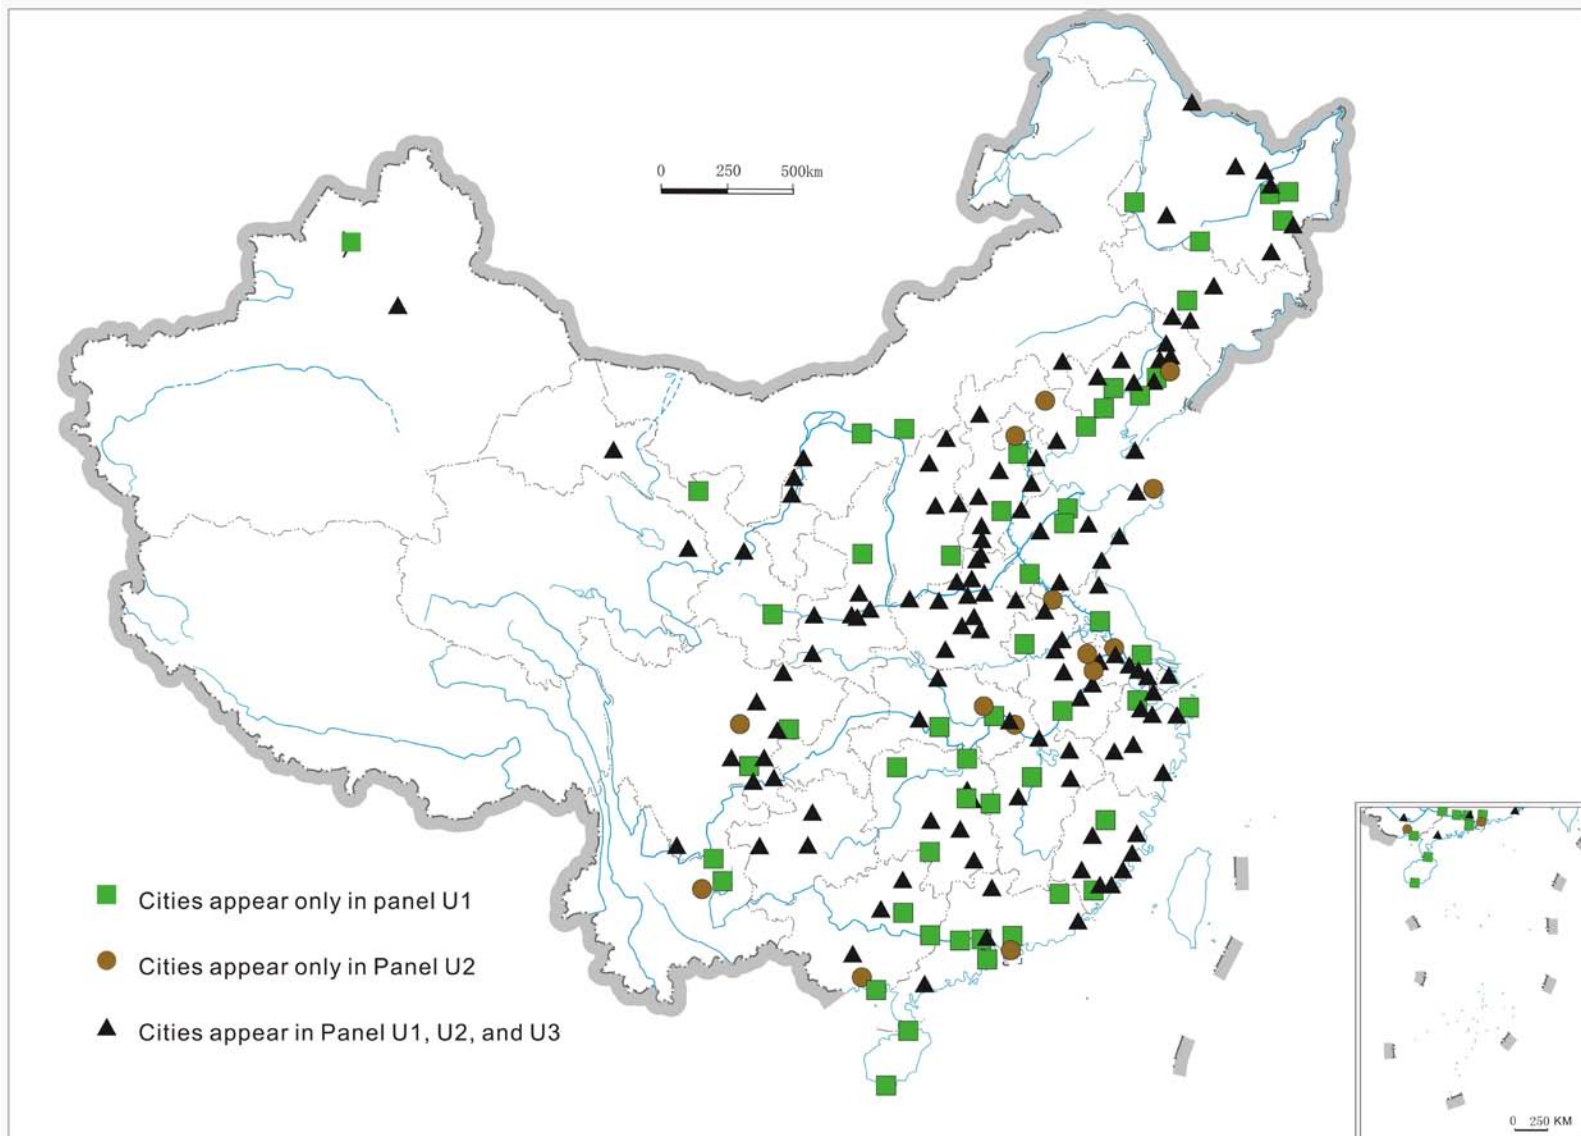 0 250 500km
Cities appear only in panel U1
Cities appear only in Panel U2
Cities appear in Panel U1, U2, and U3
0 250 KM